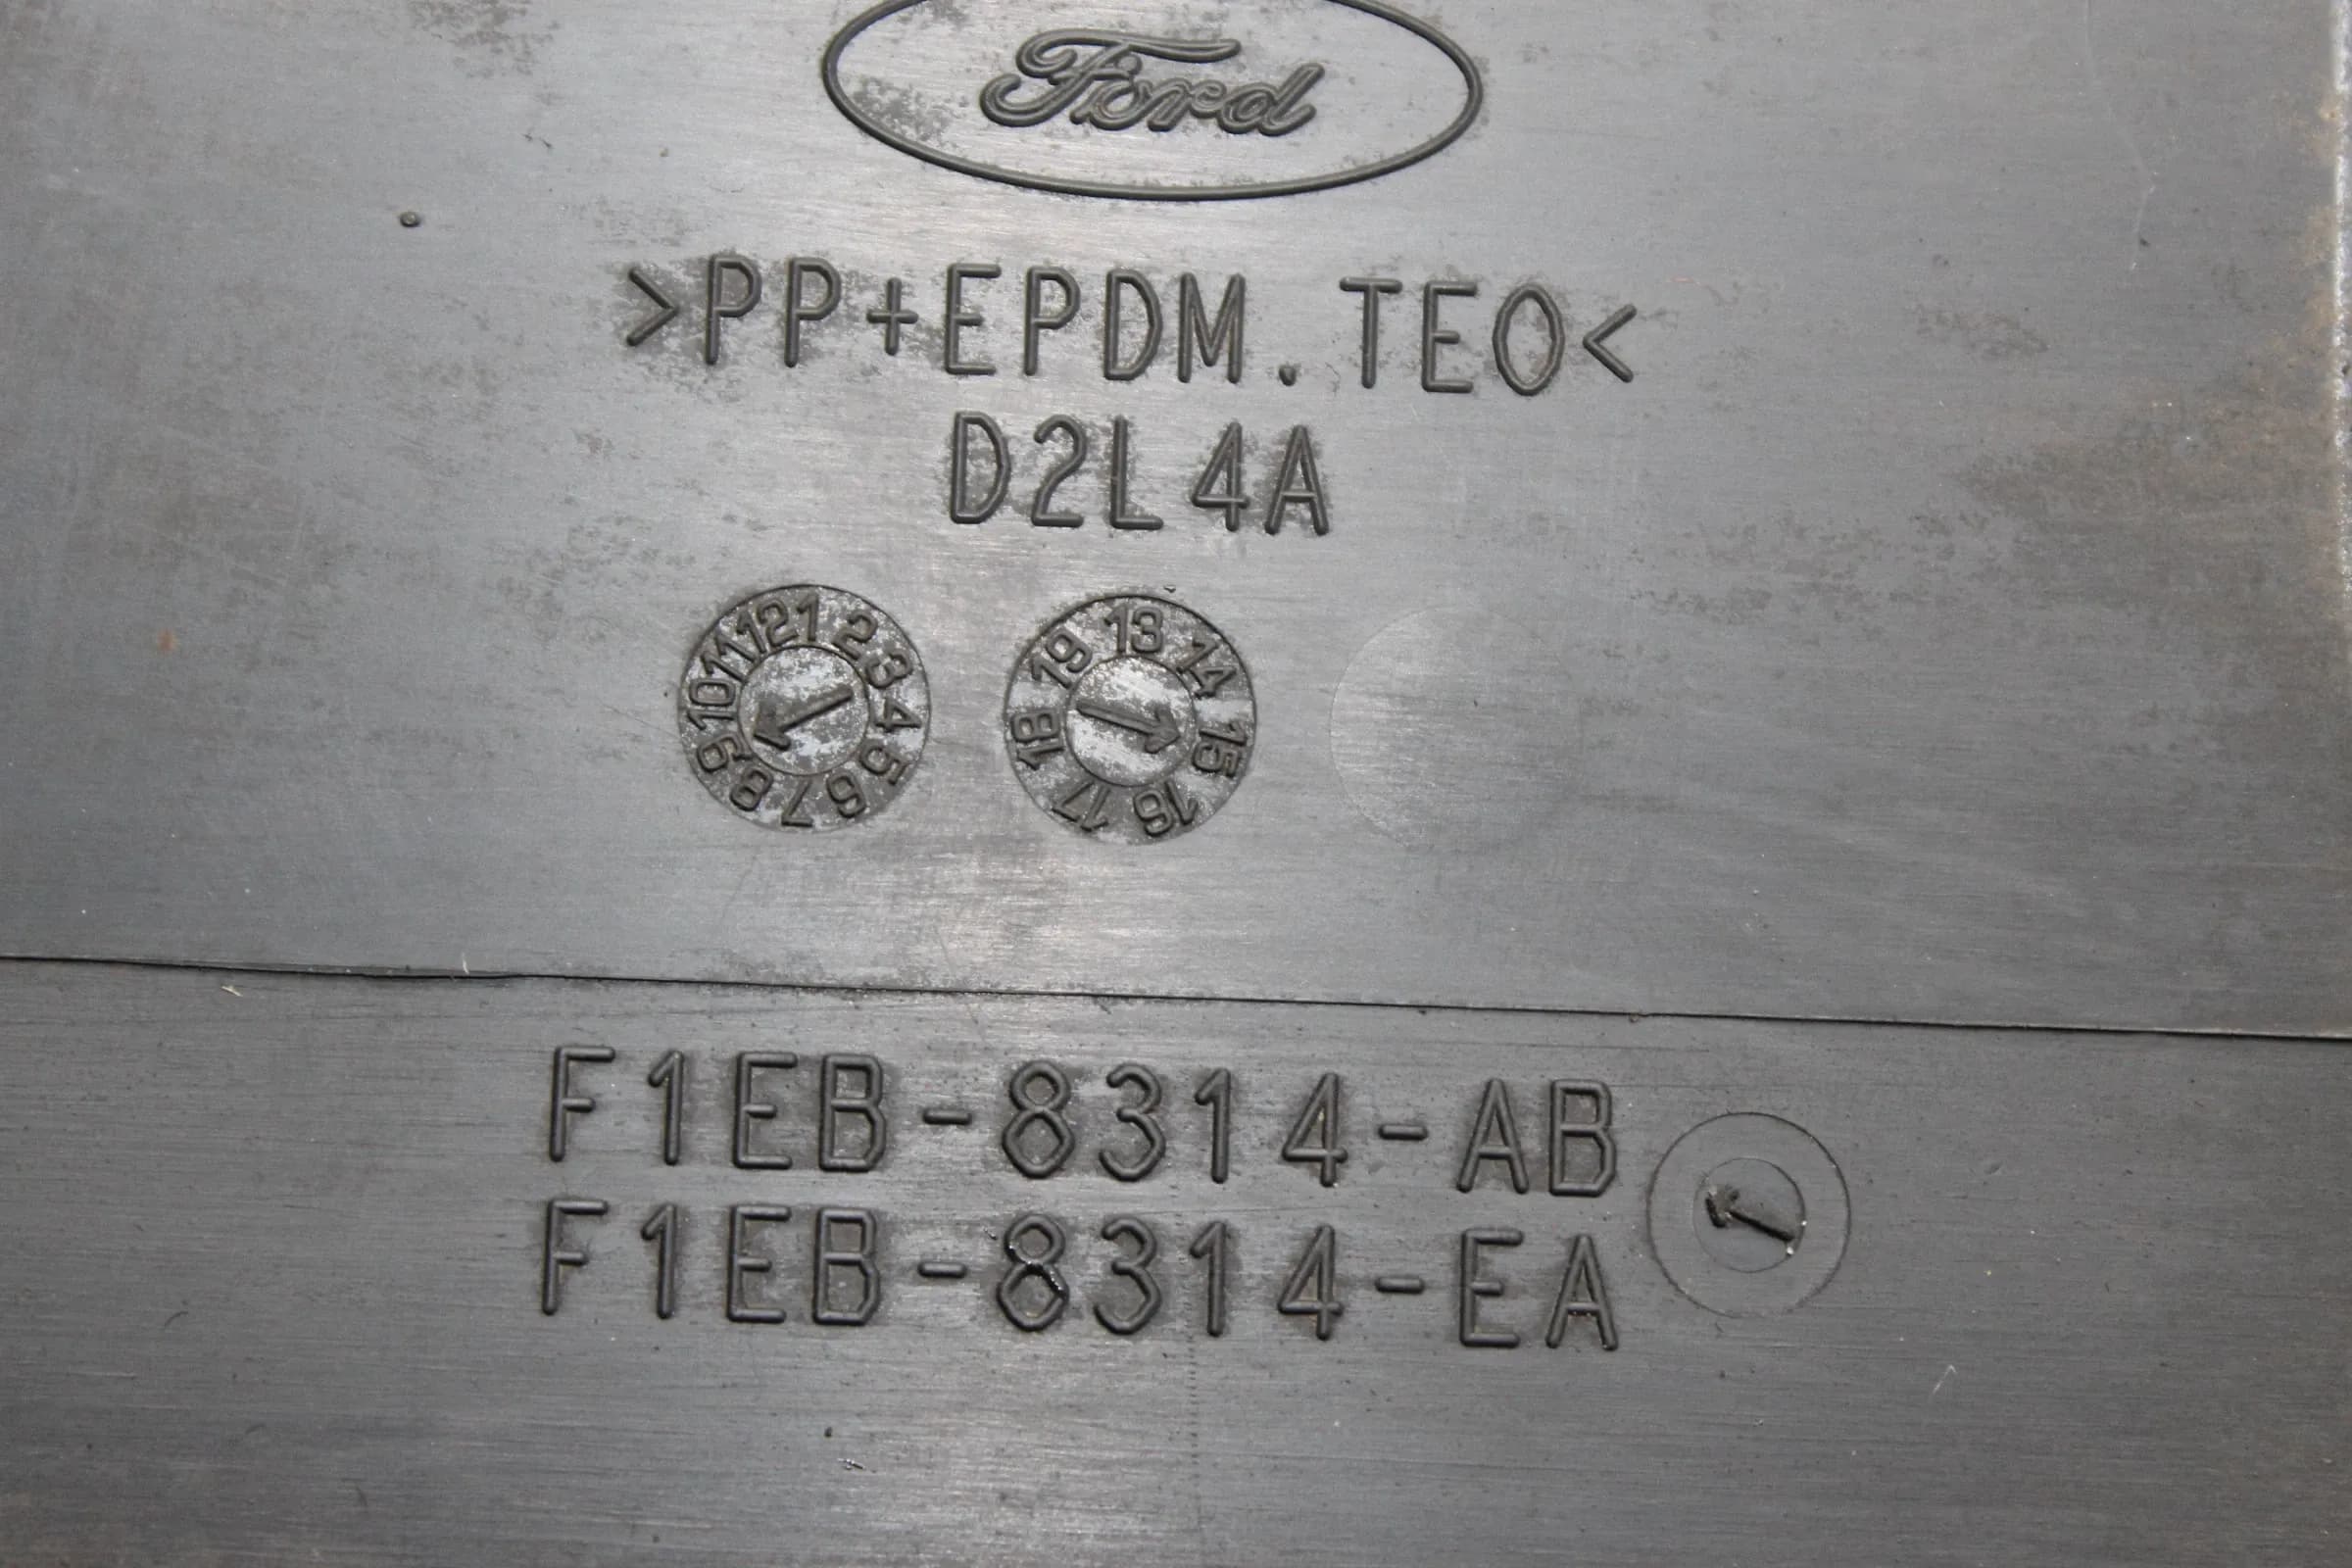 Ford
>PP+EPDM.TEO<
D2L4A
1 2 3 4 5 6 7 8 9 10 11 12
13 14 15 16 17 18 19
F1EB-8314-AB
F1EB-8314-EA